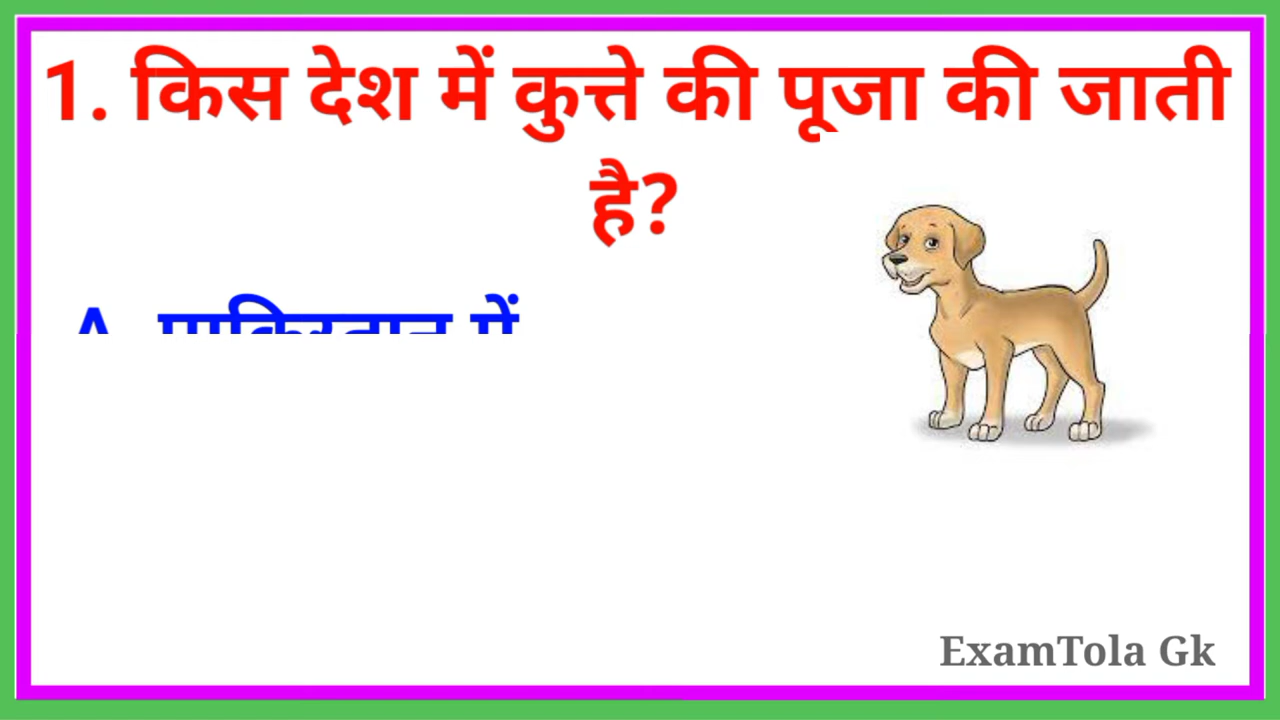 1. किस देश में कुत्ते की पूजा की जाती
है?
A. पाकिस्तान में
ExamTola Gk